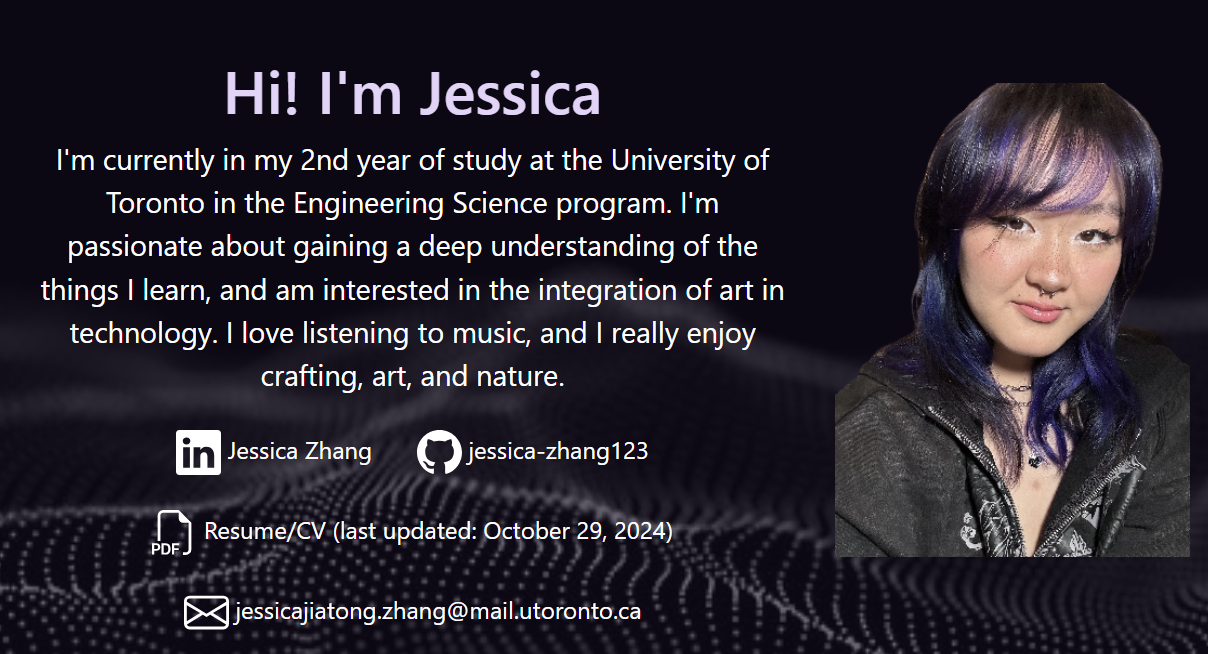 Hi! I'm Jessica
I'm currently in my 2nd year of study at the University of
Toronto in the Engineering Science program. I'm
passionate about gaining a deep understanding of the
things I learn, and am interested in the integration of art in
technology. I love listening to music, and I really enjoy
crafting, art, and nature.
in Jessica Zhang jessica-zhang123
PDF Resume/CV (last updated: October 29, 2024)
jessicajiatong.zhang@mail.utoronto.ca